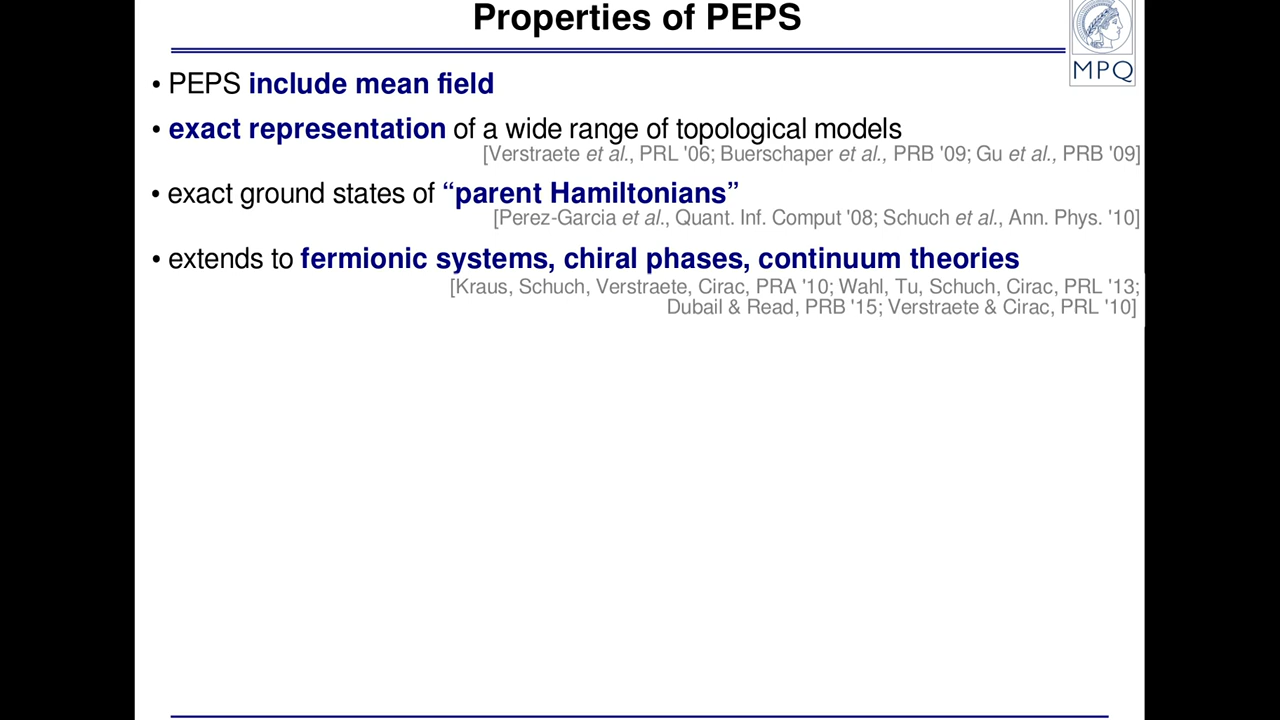 Properties of PEPS
MPQ
• PEPS include mean field
• exact representation of a wide range of topological models
[Verstraete et al., PRL '06; Buerschaper et al., PRB '09; Gu et al., PRB '09]
• exact ground states of “parent Hamiltonians”
[Perez-Garcia et al., Quant. Inf. Comput '08; Schuch et al., Ann. Phys. '10]
• extends to fermionic systems, chiral phases, continuum theories
[Kraus, Schuch, Verstraete, Cirac, PRA '10; Wahl, Tu, Schuch, Cirac, PRL '13;
Dubail & Read, PRB '15; Verstraete & Cirac, PRL '10]